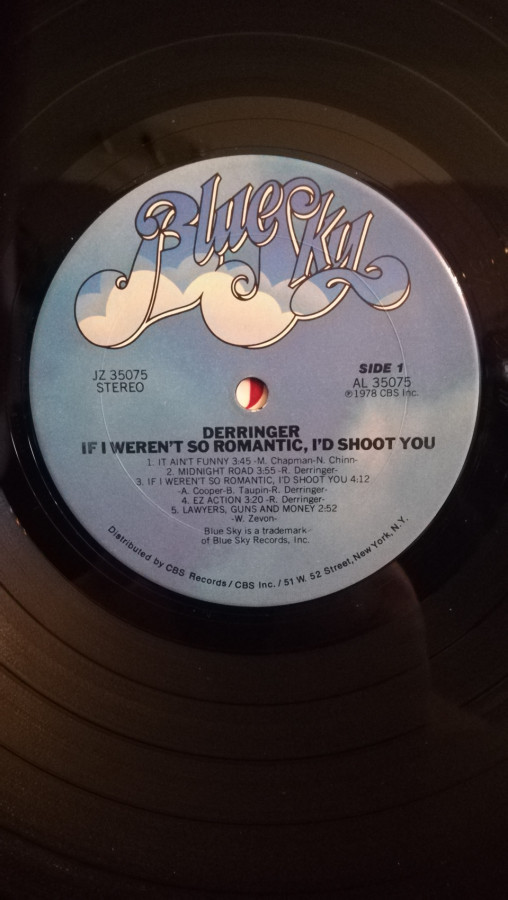 Blue Sky
JZ 35075
STEREO
SIDE 1
AL 35075
℗1978 CBS Inc.
DERRINGER
IF I WEREN'T SO ROMANTIC, I'D SHOOT YOU
1. IT AIN'T FUNNY 3:45 -M. Chapman-N. Chinn-
2. MIDNIGHT ROAD 3:55 -R. Derringer-
3. IF I WEREN'T SO ROMANTIC, I'D SHOOT YOU 4:12
-A. Cooper-B. Taupin-R. Derringer-
4. EZ ACTION 3:20 -R. Derringer-
5. LAWYERS, GUNS AND MONEY 2:52
-W. Zevon-
Blue Sky is a trademark
of Blue Sky Records, Inc.
Distributed by CBS Records/CBS Inc./51 W. 52 Street, New York, N.Y.